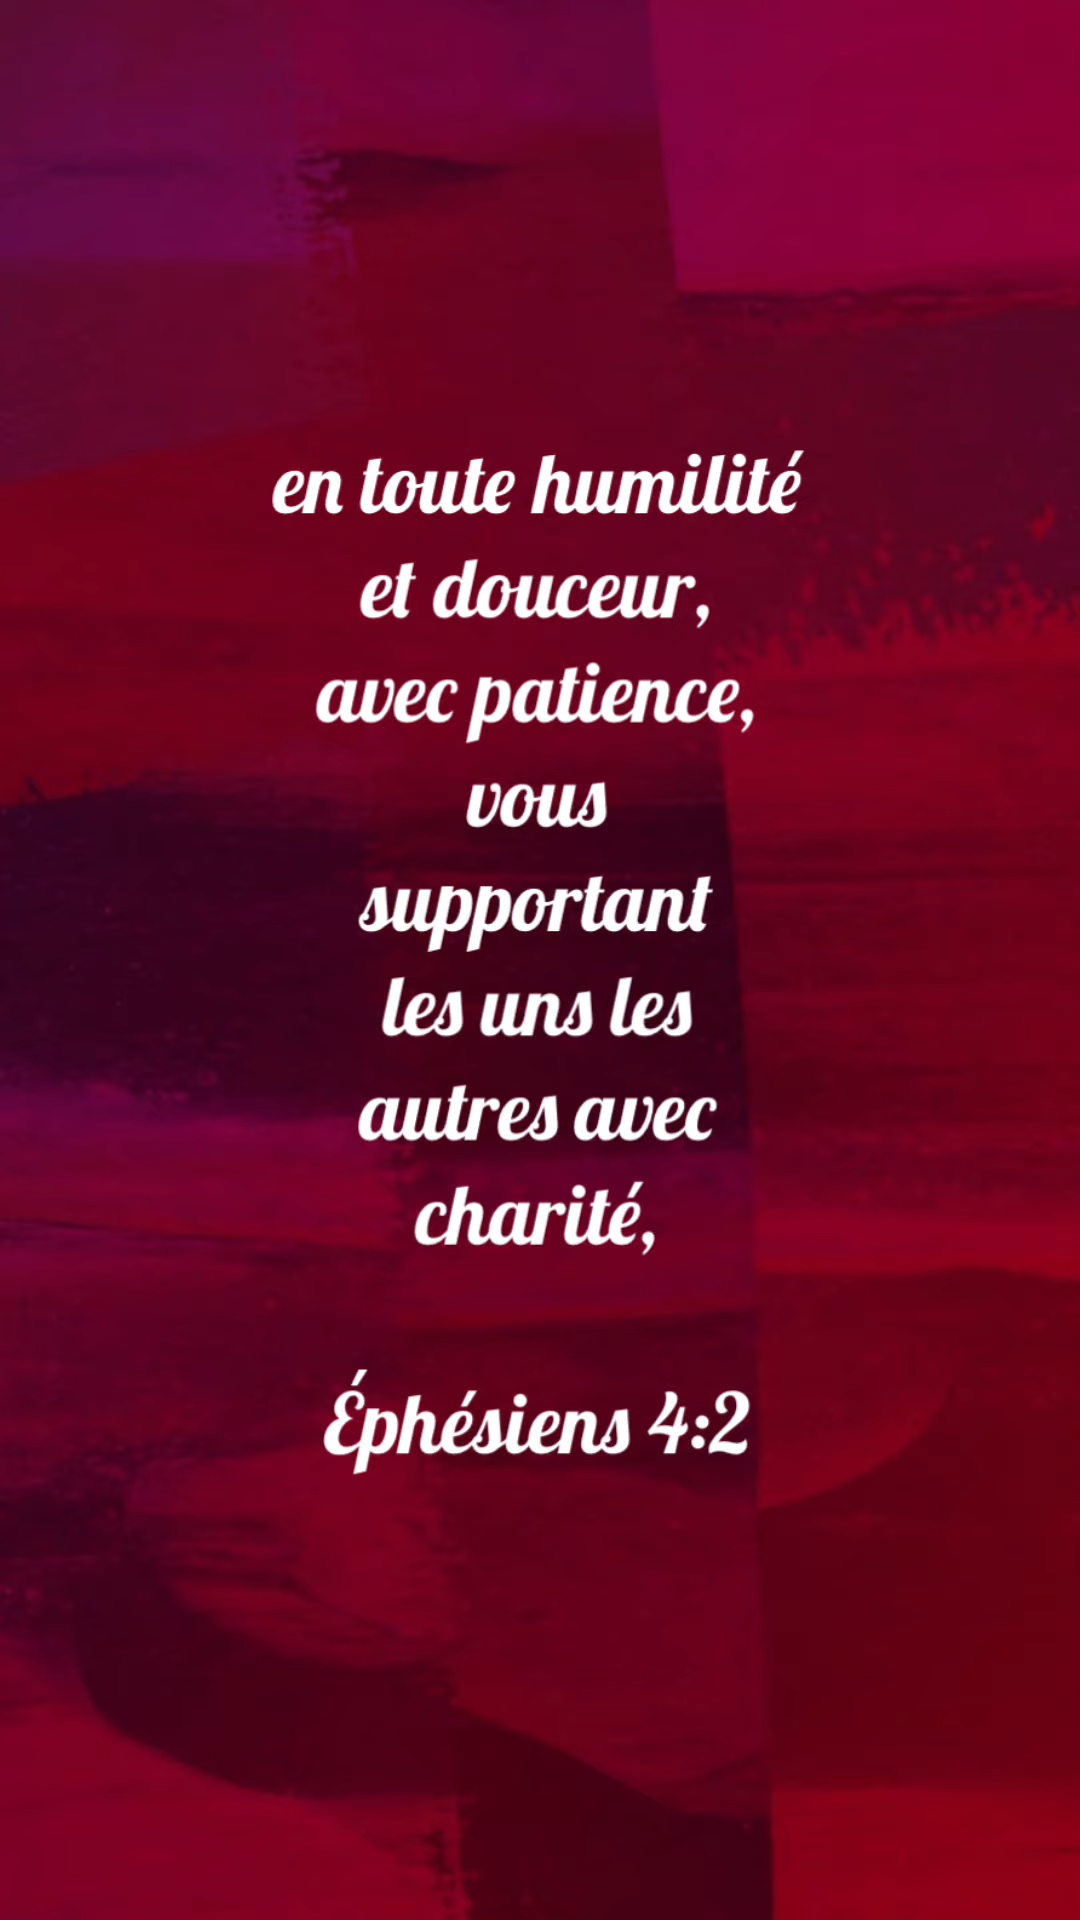 en toute humilité
et douceur,
avec patience,
vous
supportant
les uns les
autres avec
charité,
Éphésiens 4:2